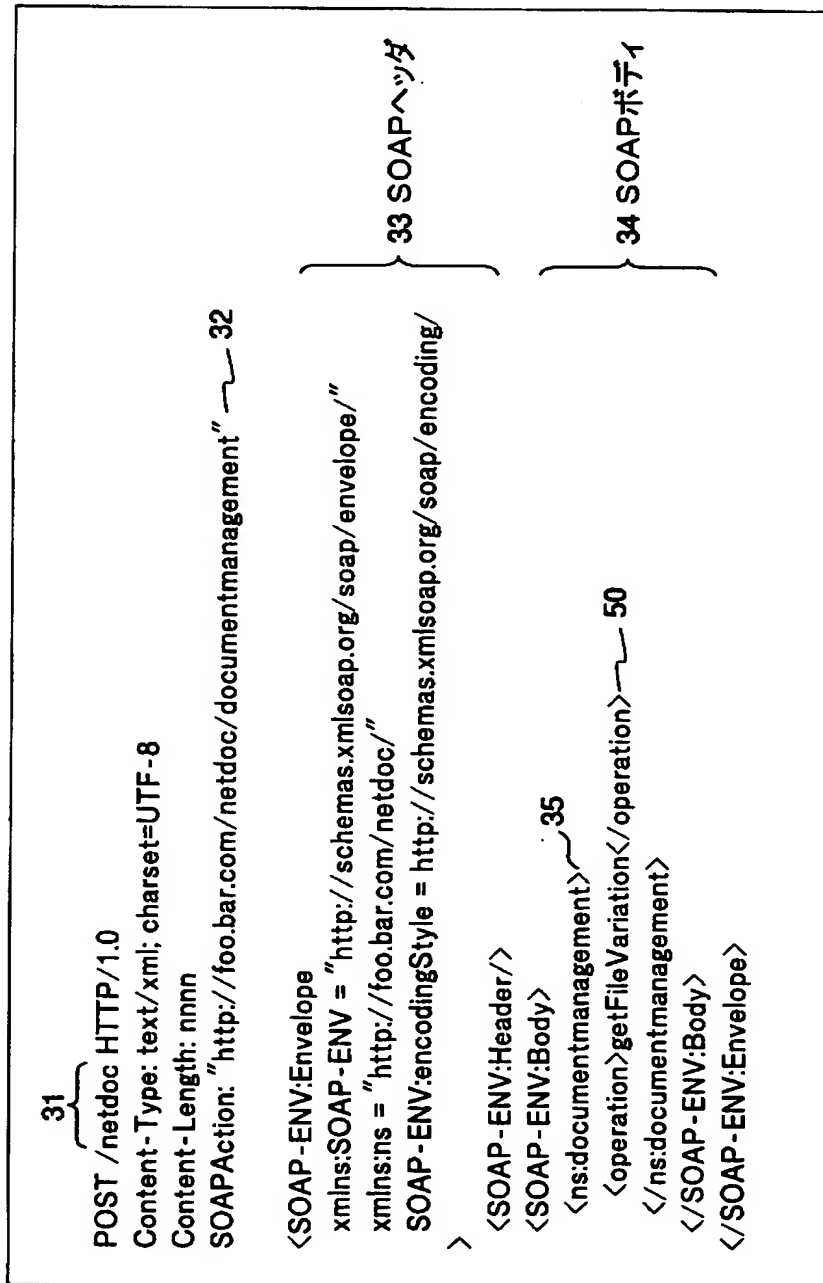 31
POST /netdoc HTTP/1.0
Content-Type: text/xml; charset=UTF-8
Content-Length: nnnn
SOAPAction: "http://foo.bar.com/netdoc/documentmanagement" 32
<SOAP-ENV:Envelope
xmlns:SOAP-ENV = "http://schemas.xmlsoap.org/soap/envelope/"
xmlns:ns = "http://foo.bar.com/netdoc/"
SOAP-ENV:encodingStyle = http://schemas.xmlsoap.org/soap/encoding/
>
33 SOAPヘッダ
<SOAP-ENV:Header/>
<SOAP-ENV:Body>
<ns:documentmanagement> 35
<operation>getFileVariation</operation> 50
</ns:documentmanagement>
</SOAP-ENV:Body>
</SOAP-ENV:Envelope>
34 SOAPボディ